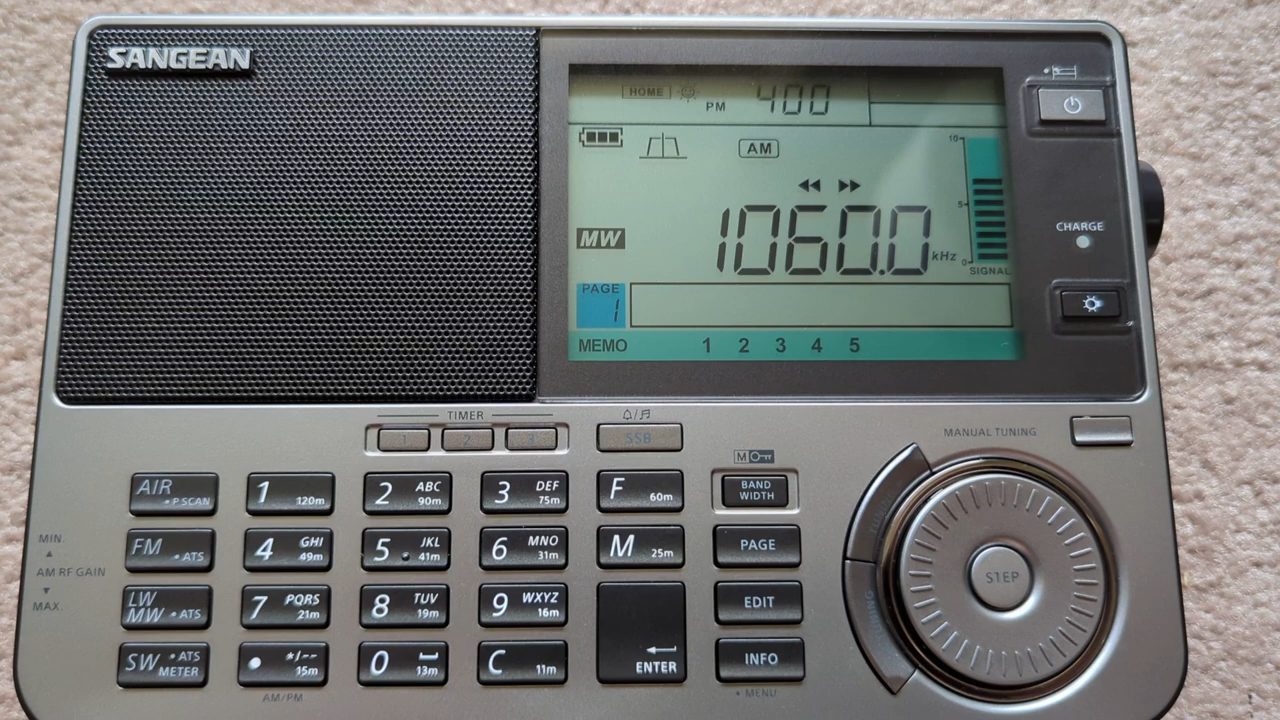 SANGEAN
HOME PM 400
AM
10
5
0
SIGNAL
MW 1060.0 kHz
PAGE
1
MEMO 1 2 3 4 5
CHARGE
TIMER
1 2 3
SSB
MANUAL TUNING
M
AIR • P.SCAN
1 120m
2 ABC 90m
3 DEF 75m
F 60m
BAND WIDTH
FM • ATS
4 GHI 49m
5 JKL 41m
6 MNO 31m
M 25m
PAGE
MIN.
AM RF GAIN
MAX.
LW MW • ATS
7 PQRS 21m
8 TUV 19m
9 WXYZ 16m
ENTER
EDIT
SW • ATS METER
• */-- 15m
0 13m
C 11m
INFO
AM/PM
• MENU
TUNING
TUNING
STEP